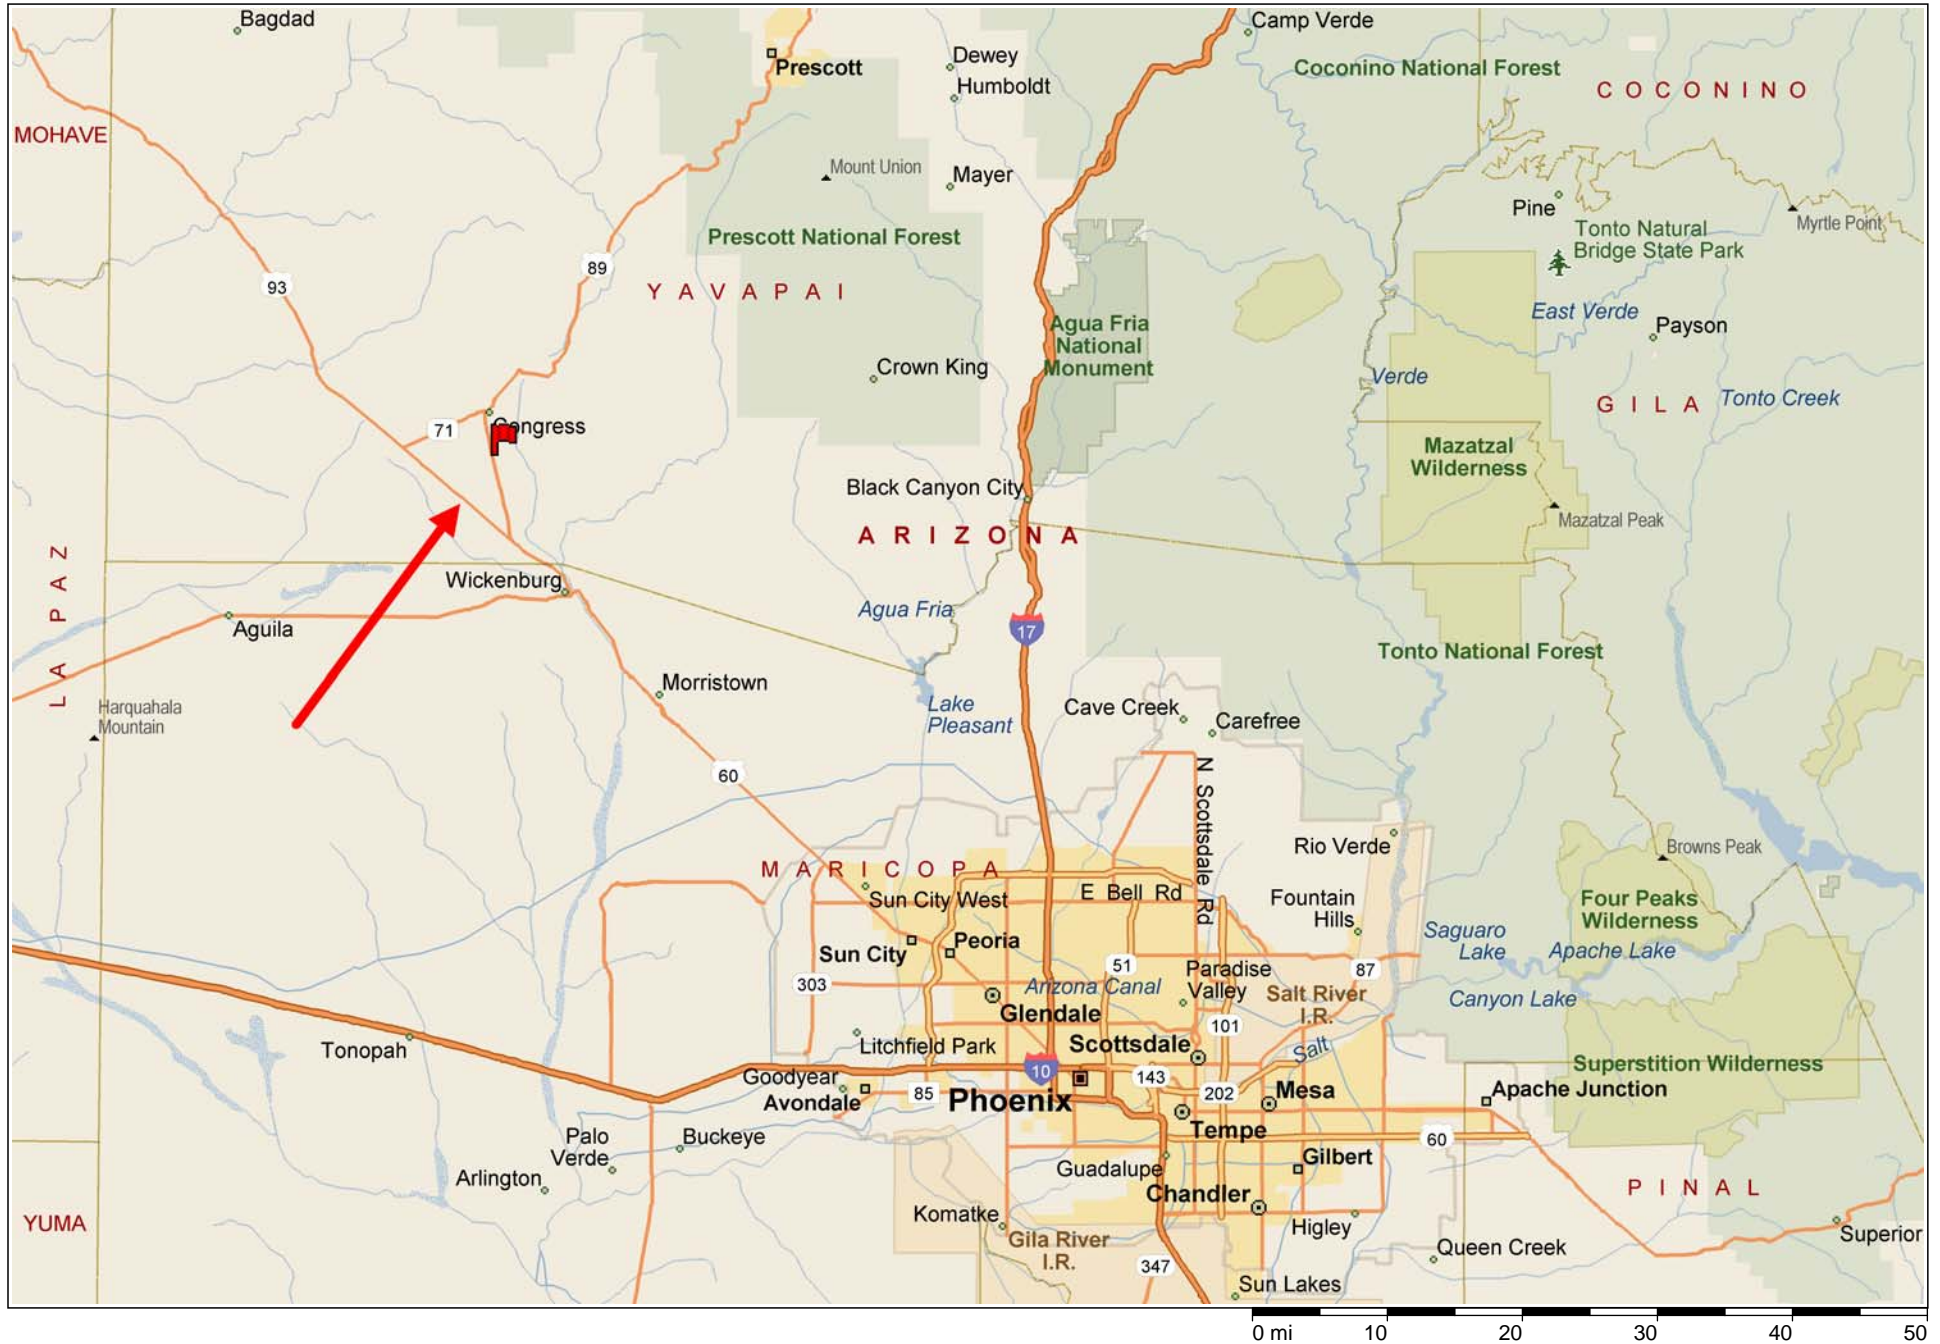 Bagdad
Camp Verde
Dewey
Prescott
Coconino National Forest
Humboldt
COCONINO
MOHAVE
Mount Union
Mayer
Pine
Myrtle Point
Tonto Natural
Bridge State Park
Prescott National Forest
89
93
YAVAPAI
East Verde
Agua Fria
National
Monument
Payson
Crown King
Verde
Tonto Creek
GILA
71
Congress
Mazatzal
Wilderness
Black Canyon City
Mazatzal Peak
ARIZONA
LA PAZ
Wickenburg
Agua Fria
Aguila
17
Tonto National Forest
Morristown
Harquahala
Mountain
Lake
Pleasant
Cave Creek
Carefree
60
N Scottsdale Rd
Rio Verde
Browns Peak
MARICOPA
Sun City West
E Bell Rd
Fountain
Hills
Four Peaks
Wilderness
Saguaro
Lake
Apache Lake
Sun City
Peoria
51
Paradise
Valley
87
303
Arizona Canal
Salt River
I.R.
Canyon Lake
Glendale
101
Tonopah
Litchfield Park
Scottsdale
Salt
Superstition Wilderness
10
Goodyear
143
Avondale
85
Phoenix
202
Mesa
Apache Junction
Tempe
Palo
Verde
Buckeye
60
Guadalupe
Gilbert
Arlington
Chandler
PINAL
YUMA
Komatke
Higley
Superior
Gila River
I.R.
Queen Creek
347
Sun Lakes
0 mi 10 20 30 40 50